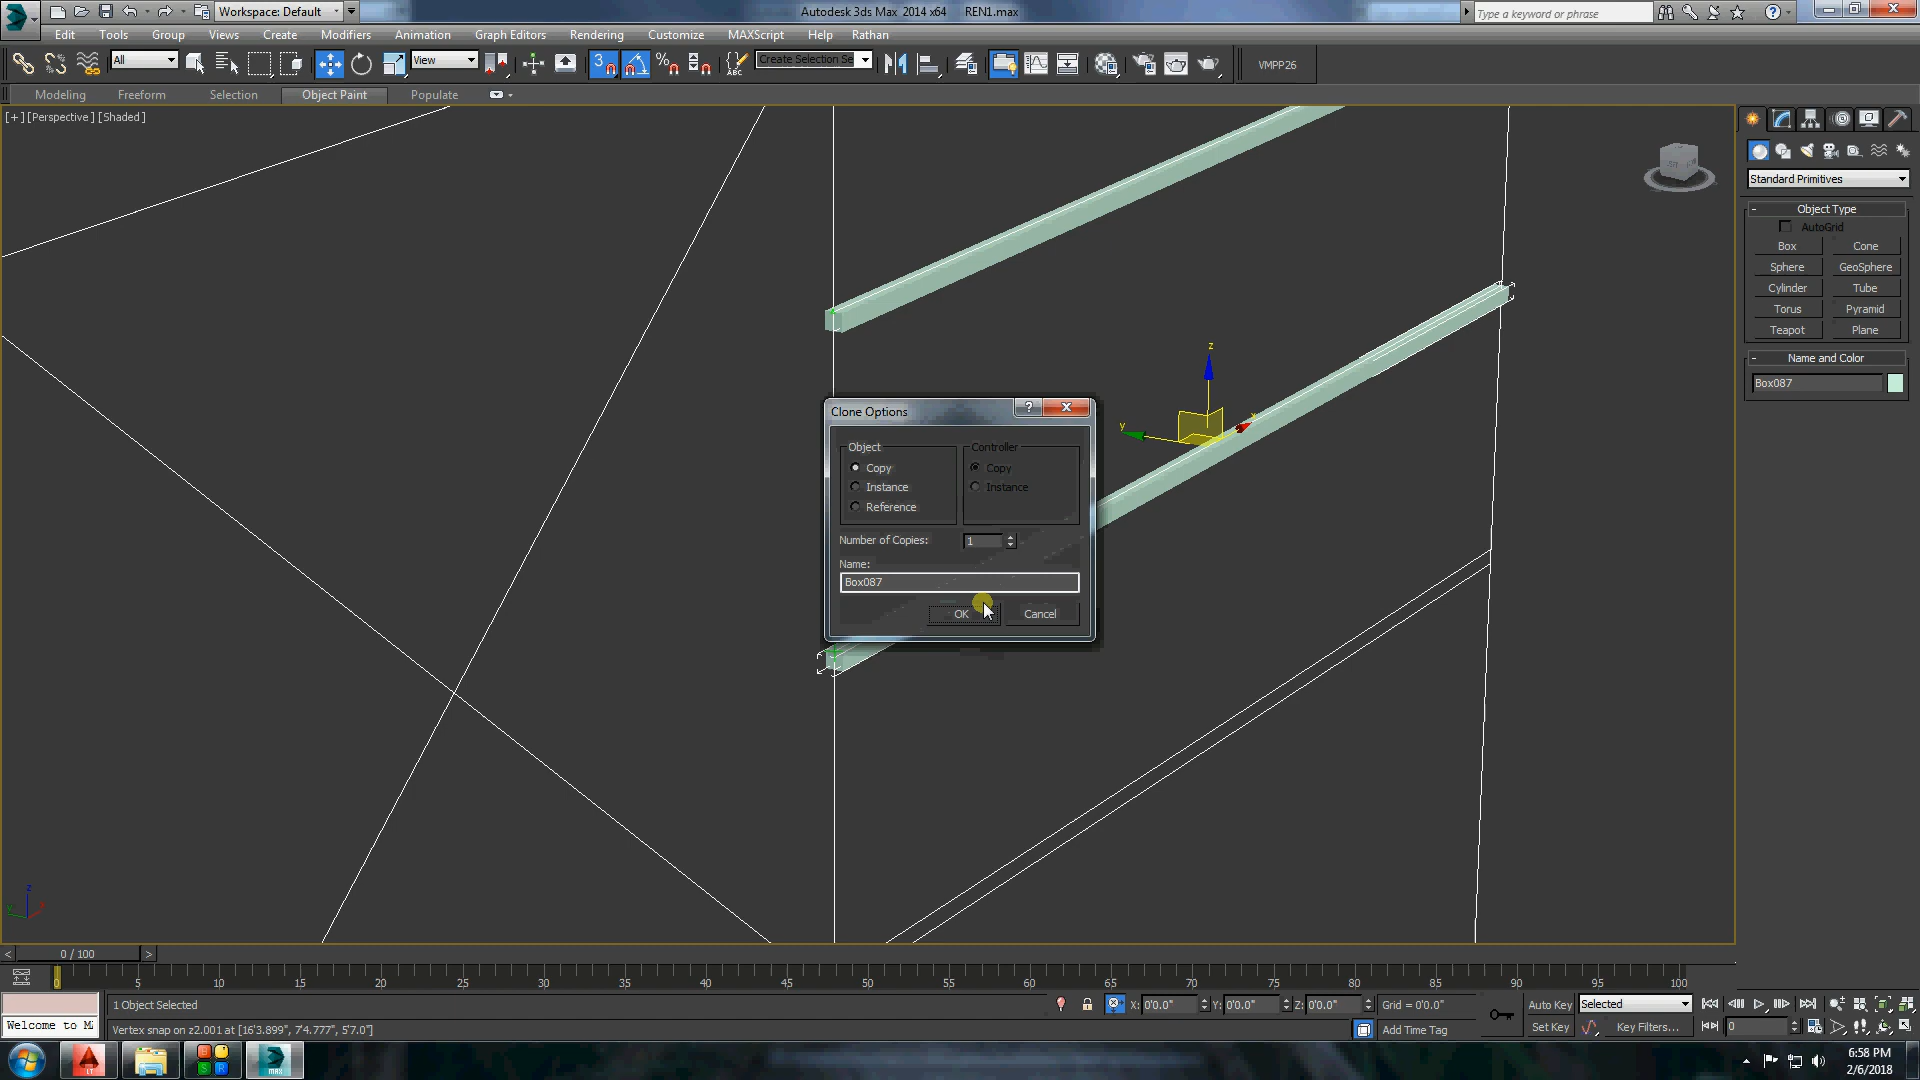 Workspace: Default
Autodesk 3ds Max 2014 x64 REN1.max
Type a keyword or phrase
Edit Tools Group Views Create Modifiers Animation Graph Editors Rendering Customize MAXScript Help Rathan
All
View
3
%
ABC
Create Selection Se
VMPP26
Modeling Freeform Selection Object Paint Populate
[+] [Perspective] [Shaded]
Standard Primitives
- Object Type
AutoGrid
Box Cone
Sphere GeoSphere
Cylinder Tube
Torus Pyramid
Teapot Plane
- Name and Color
Box087
z
y
x
Clone Options
Object
Copy
Instance
Reference
Controller
Copy
Instance
Number of Copies: 1
Name:
Box087
OK Cancel
z
< 0 / 100 >
0 5 10 15 20 25 30 35 40 45 50 55 60 65 70 75 80 85 90 95 100
1 Object Selected
X: 0'0.0" Y: 0'0.0" Z: 0'0.0" Grid = 0'0.0"
Auto Key Selected
Welcome to M
Vertex snap on z2.001 at [16'3.899", 7'4.777", 5'7.0"]
Add Time Tag
Set Key Key Filters... 0
LT
MAX
6:58 PM
2/6/2018